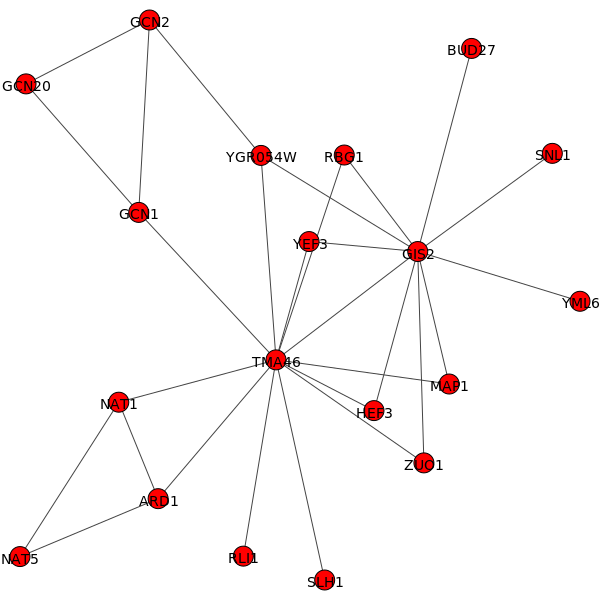 GCN2
BUD27
GCN20
YGR054W
RBG1
SNL1
GCN1
YEF3
GIS2
YML6
TMA46
MAP1
NAT1
HEF3
ZUO1
ARD1
NAT5
RLI1
SLH1